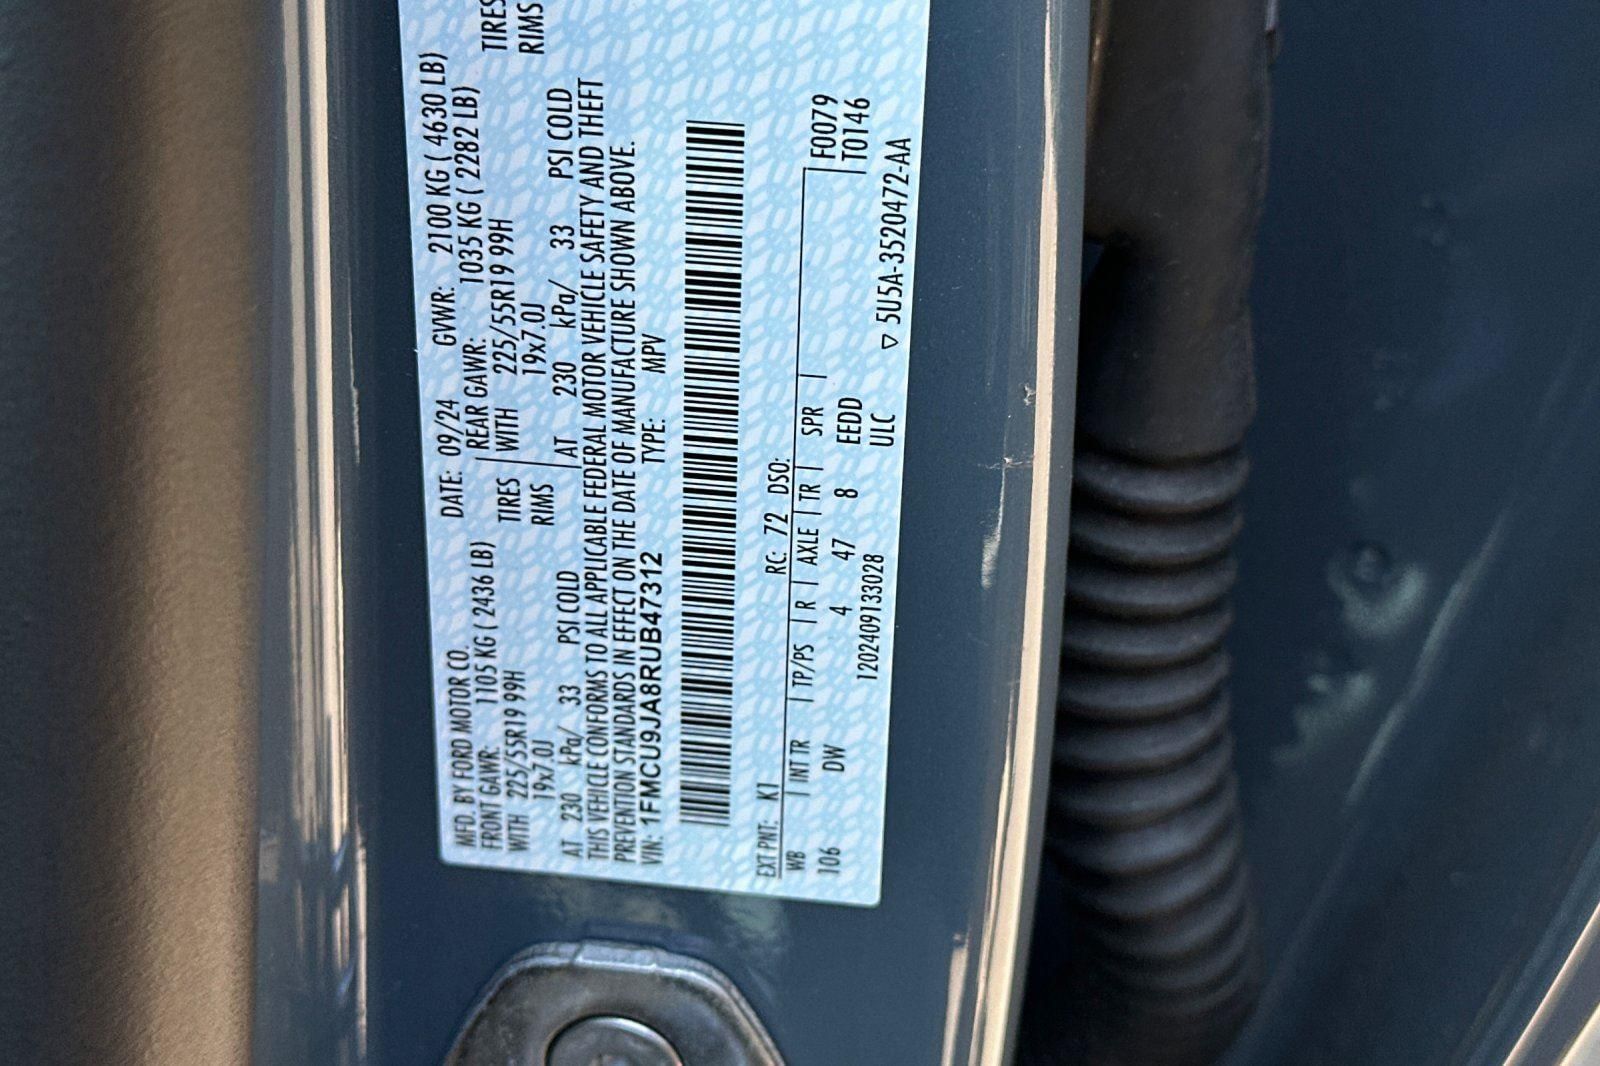 MFD. BY FORD MOTOR CO.
DATE: 09/24 GVWR: 2100 KG ( 4630 LB)
FRONT GAWR: 1105 KG ( 2436 LB) REAR GAWR: 1035 KG ( 2282 LB)
WITH 225/55R19 99H TIRES WITH 225/55R19 99H TIRES
19x7.0J RIMS 19x7.0J RIMS
AT 230 kPa/ 33 PSI COLD AT 230 kPa/ 33 PSI COLD
THIS VEHICLE CONFORMS TO ALL APPLICABLE FEDERAL MOTOR VEHICLE SAFETY AND THEFT
PREVENTION STANDARDS IN EFFECT ON THE DATE OF MANUFACTURE SHOWN ABOVE.
VIN: 1FMCU9JA8RUB47312 TYPE: MPV
EXT PNT: K1 RC: 72 DSO: F0079
WB INT TR TP/PS R AXLE TR SPR T0146
106 DW 4 47 8 EEDD
120240913028 ULC ▽ 5U5A-3520472-AA